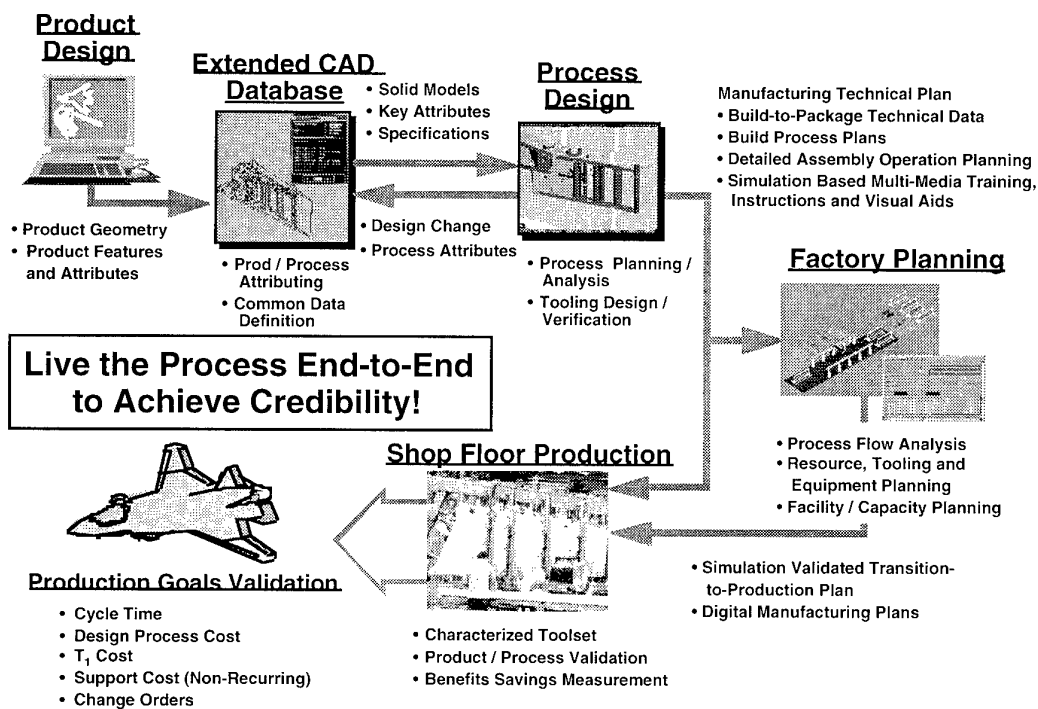 Product
Design
Extended CAD
Database
• Solid Models
• Key Attributes
• Specifications
Process
Design
Manufacturing Technical Plan
• Build-to-Package Technical Data
• Build Process Plans
• Detailed Assembly Operation Planning
• Simulation Based Multi-Media Training,
Instructions and Visual Aids
• Product Geometry
• Product Features
and Attributes
• Design Change
• Process Attributes
• Prod / Process
Attributing
• Common Data
Definition
• Process Planning /
Analysis
• Tooling Design /
Verification
Factory Planning
Live the Process End-to-End
to Achieve Credibility!
• Process Flow Analysis
• Resource, Tooling and
Equipment Planning
• Facility / Capacity Planning
Shop Floor Production
• Simulation Validated Transition-
to-Production Plan
• Digital Manufacturing Plans
Production Goals Validation
• Cycle Time
• Design Process Cost
• T1 Cost
• Support Cost (Non-Recurring)
• Change Orders
• Characterized Toolset
• Product / Process Validation
• Benefits Savings Measurement